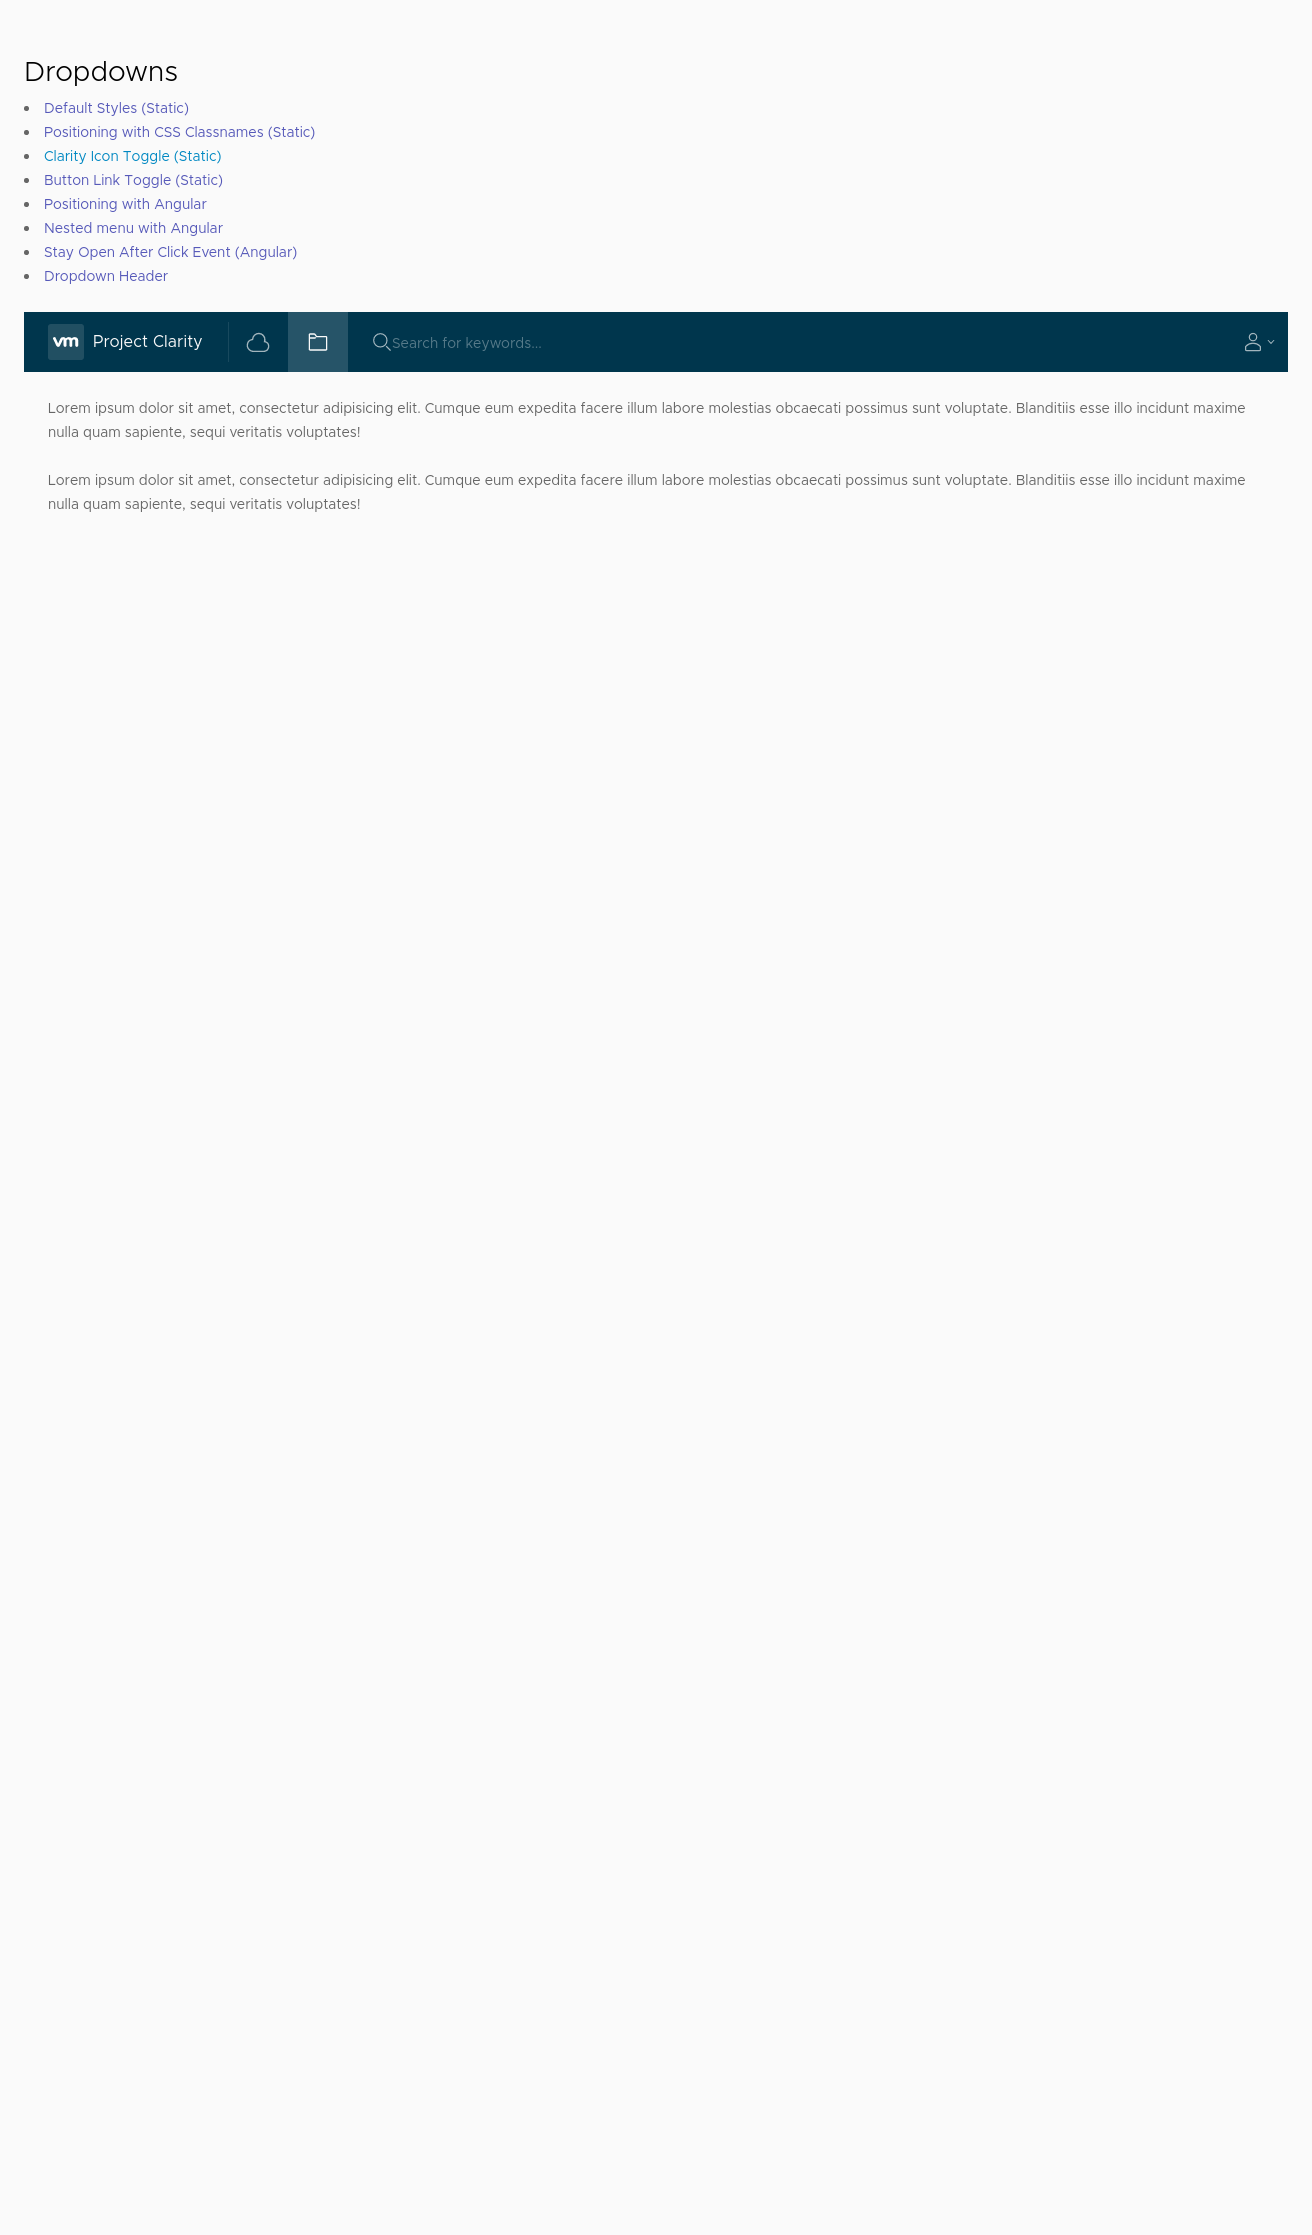 Dropdowns
Default Styles (Static)
Positioning with CSS Classnames (Static)
Clarity Icon Toggle (Static)
Button Link Toggle (Static)
Positioning with Angular
Nested menu with Angular
Stay Open After Click Event (Angular)
Dropdown Header
vm Project Clarity Search for keywords...
Lorem ipsum dolor sit amet, consectetur adipisicing elit. Cumque eum expedita facere illum labore molestias obcaecati possimus sunt voluptate. Blanditiis esse illo incidunt maxime
nulla quam sapiente, sequi veritatis voluptates!
Lorem ipsum dolor sit amet, consectetur adipisicing elit. Cumque eum expedita facere illum labore molestias obcaecati possimus sunt voluptate. Blanditiis esse illo incidunt maxime
nulla quam sapiente, sequi veritatis voluptates!